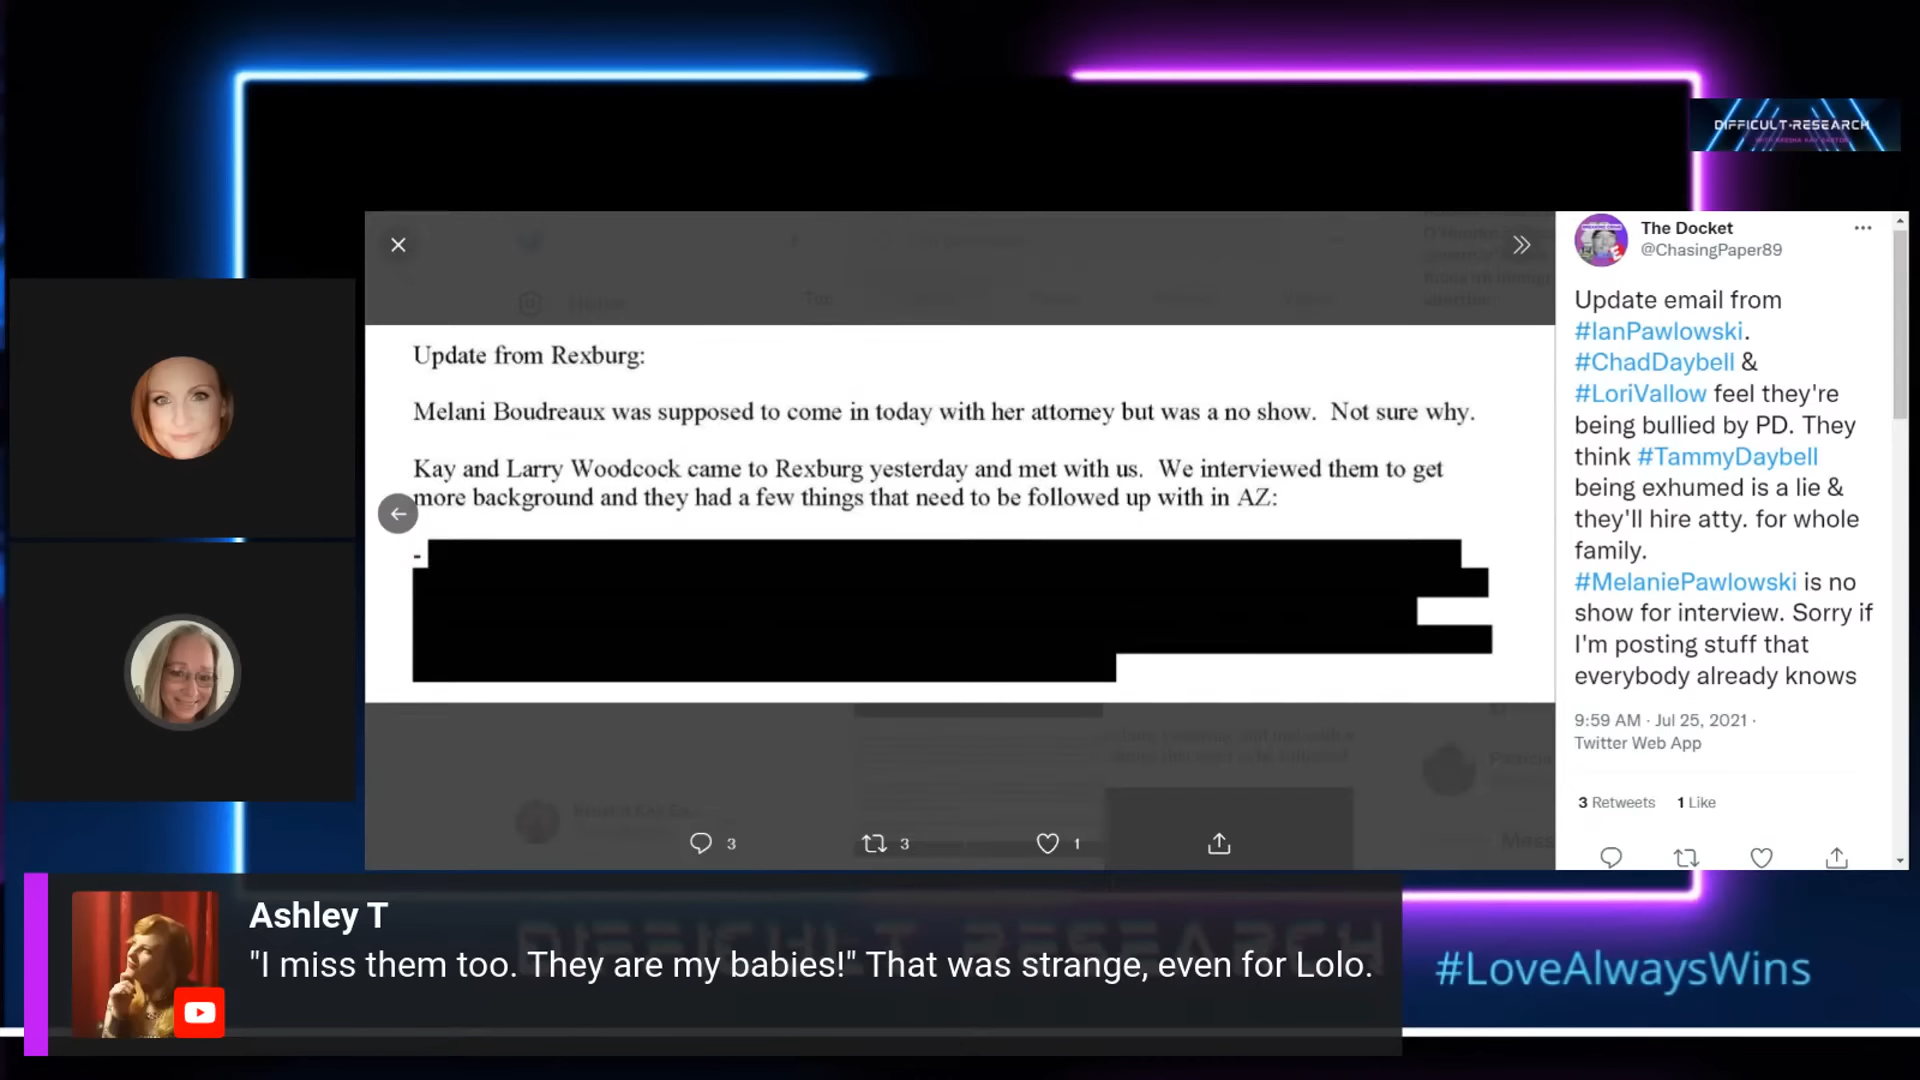 DIFFICULT·RESEARCH
Update from Rexburg:
Melani Boudreaux was supposed to come in today with her attorney but was a no show.  Not sure why.
Kay and Larry Woodcock came to Rexburg yesterday and met with us.  We interviewed them to get
more background and they had a few things that need to be followed up with in AZ:
-
3
3
1
The Docket
@ChasingPaper89
Update email from
#IanPawlowski.
#ChadDaybell &
#LoriVallow feel they're
being bullied by PD. They
think #TammyDaybell
being exhumed is a lie &
they'll hire atty. for whole
family.
#MelaniePawlowski is no
show for interview. Sorry if
I'm posting stuff that
everybody already knows
9:59 AM · Jul 25, 2021 ·
Twitter Web App
3 Retweets 1 Like
DIFFICULT RESEARCH
Ashley T
"I miss them too. They are my babies!" That was strange, even for Lolo.
#LoveAlwaysWins